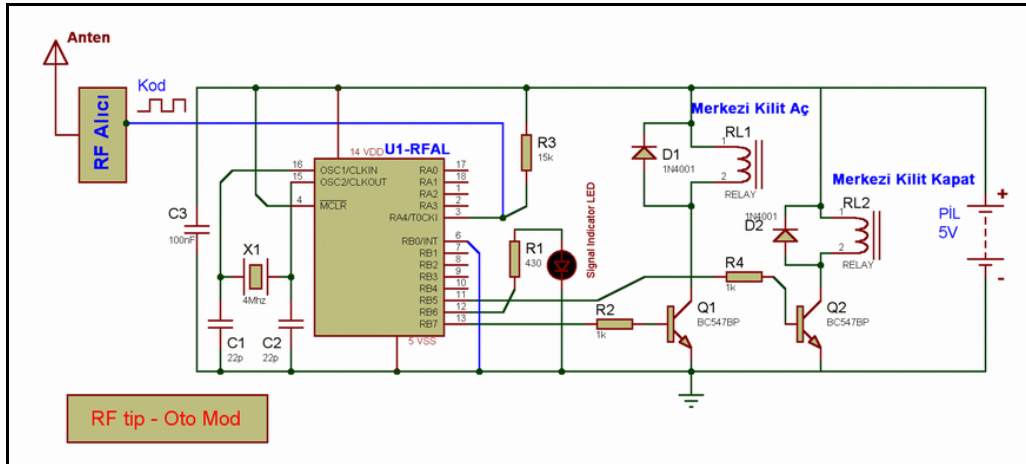 Anten
Kod
RF Alıcı
U1-RFAL
14 VDD
16
15
4
OSC1/CLKIN
OSC2/CLKOUT
MCLR
RA0
RA1
RA2
RA3
RA4/T0CKI
RB0/INT
RB1
RB2
RB3
RB4
RB5
RB6
RB7
17
18
1
2
3
6
7
8
9
10
11
12
13
5 VSS
C3
100nF
X1
4Mhz
C1
22p
C2
22p
R3
15k
R1
430
Signal Indicator LED
Merkezi Kilit Aç
RL1
1
2
RELAY
D1
1N4001
Merkezi Kilit Kapat
RL2
1
2
RELAY
1N4001
D2
R4
1k
R2
1k
Q1
BC547BP
Q2
BC547BP
PİL
5V
+
-
RF tip - Oto Mod